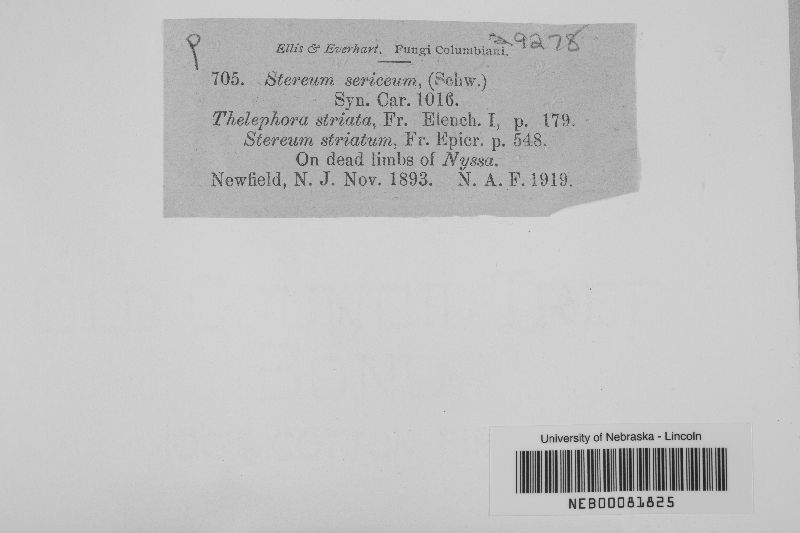 P
29278
Ellis & Everhart. Fungi Columbiani.
705. Stereum sericeum, (Schw.)
Syn. Car. 1016.
Thelephora striata, Fr. Elench. I, p. 179.
Stereum striatum, Fr. Epicr. p. 548.
On dead limbs of Nyssa.
Newfield, N. J. Nov. 1893. N. A. F. 1919.
University of Nebraska - Lincoln
NEB00081825